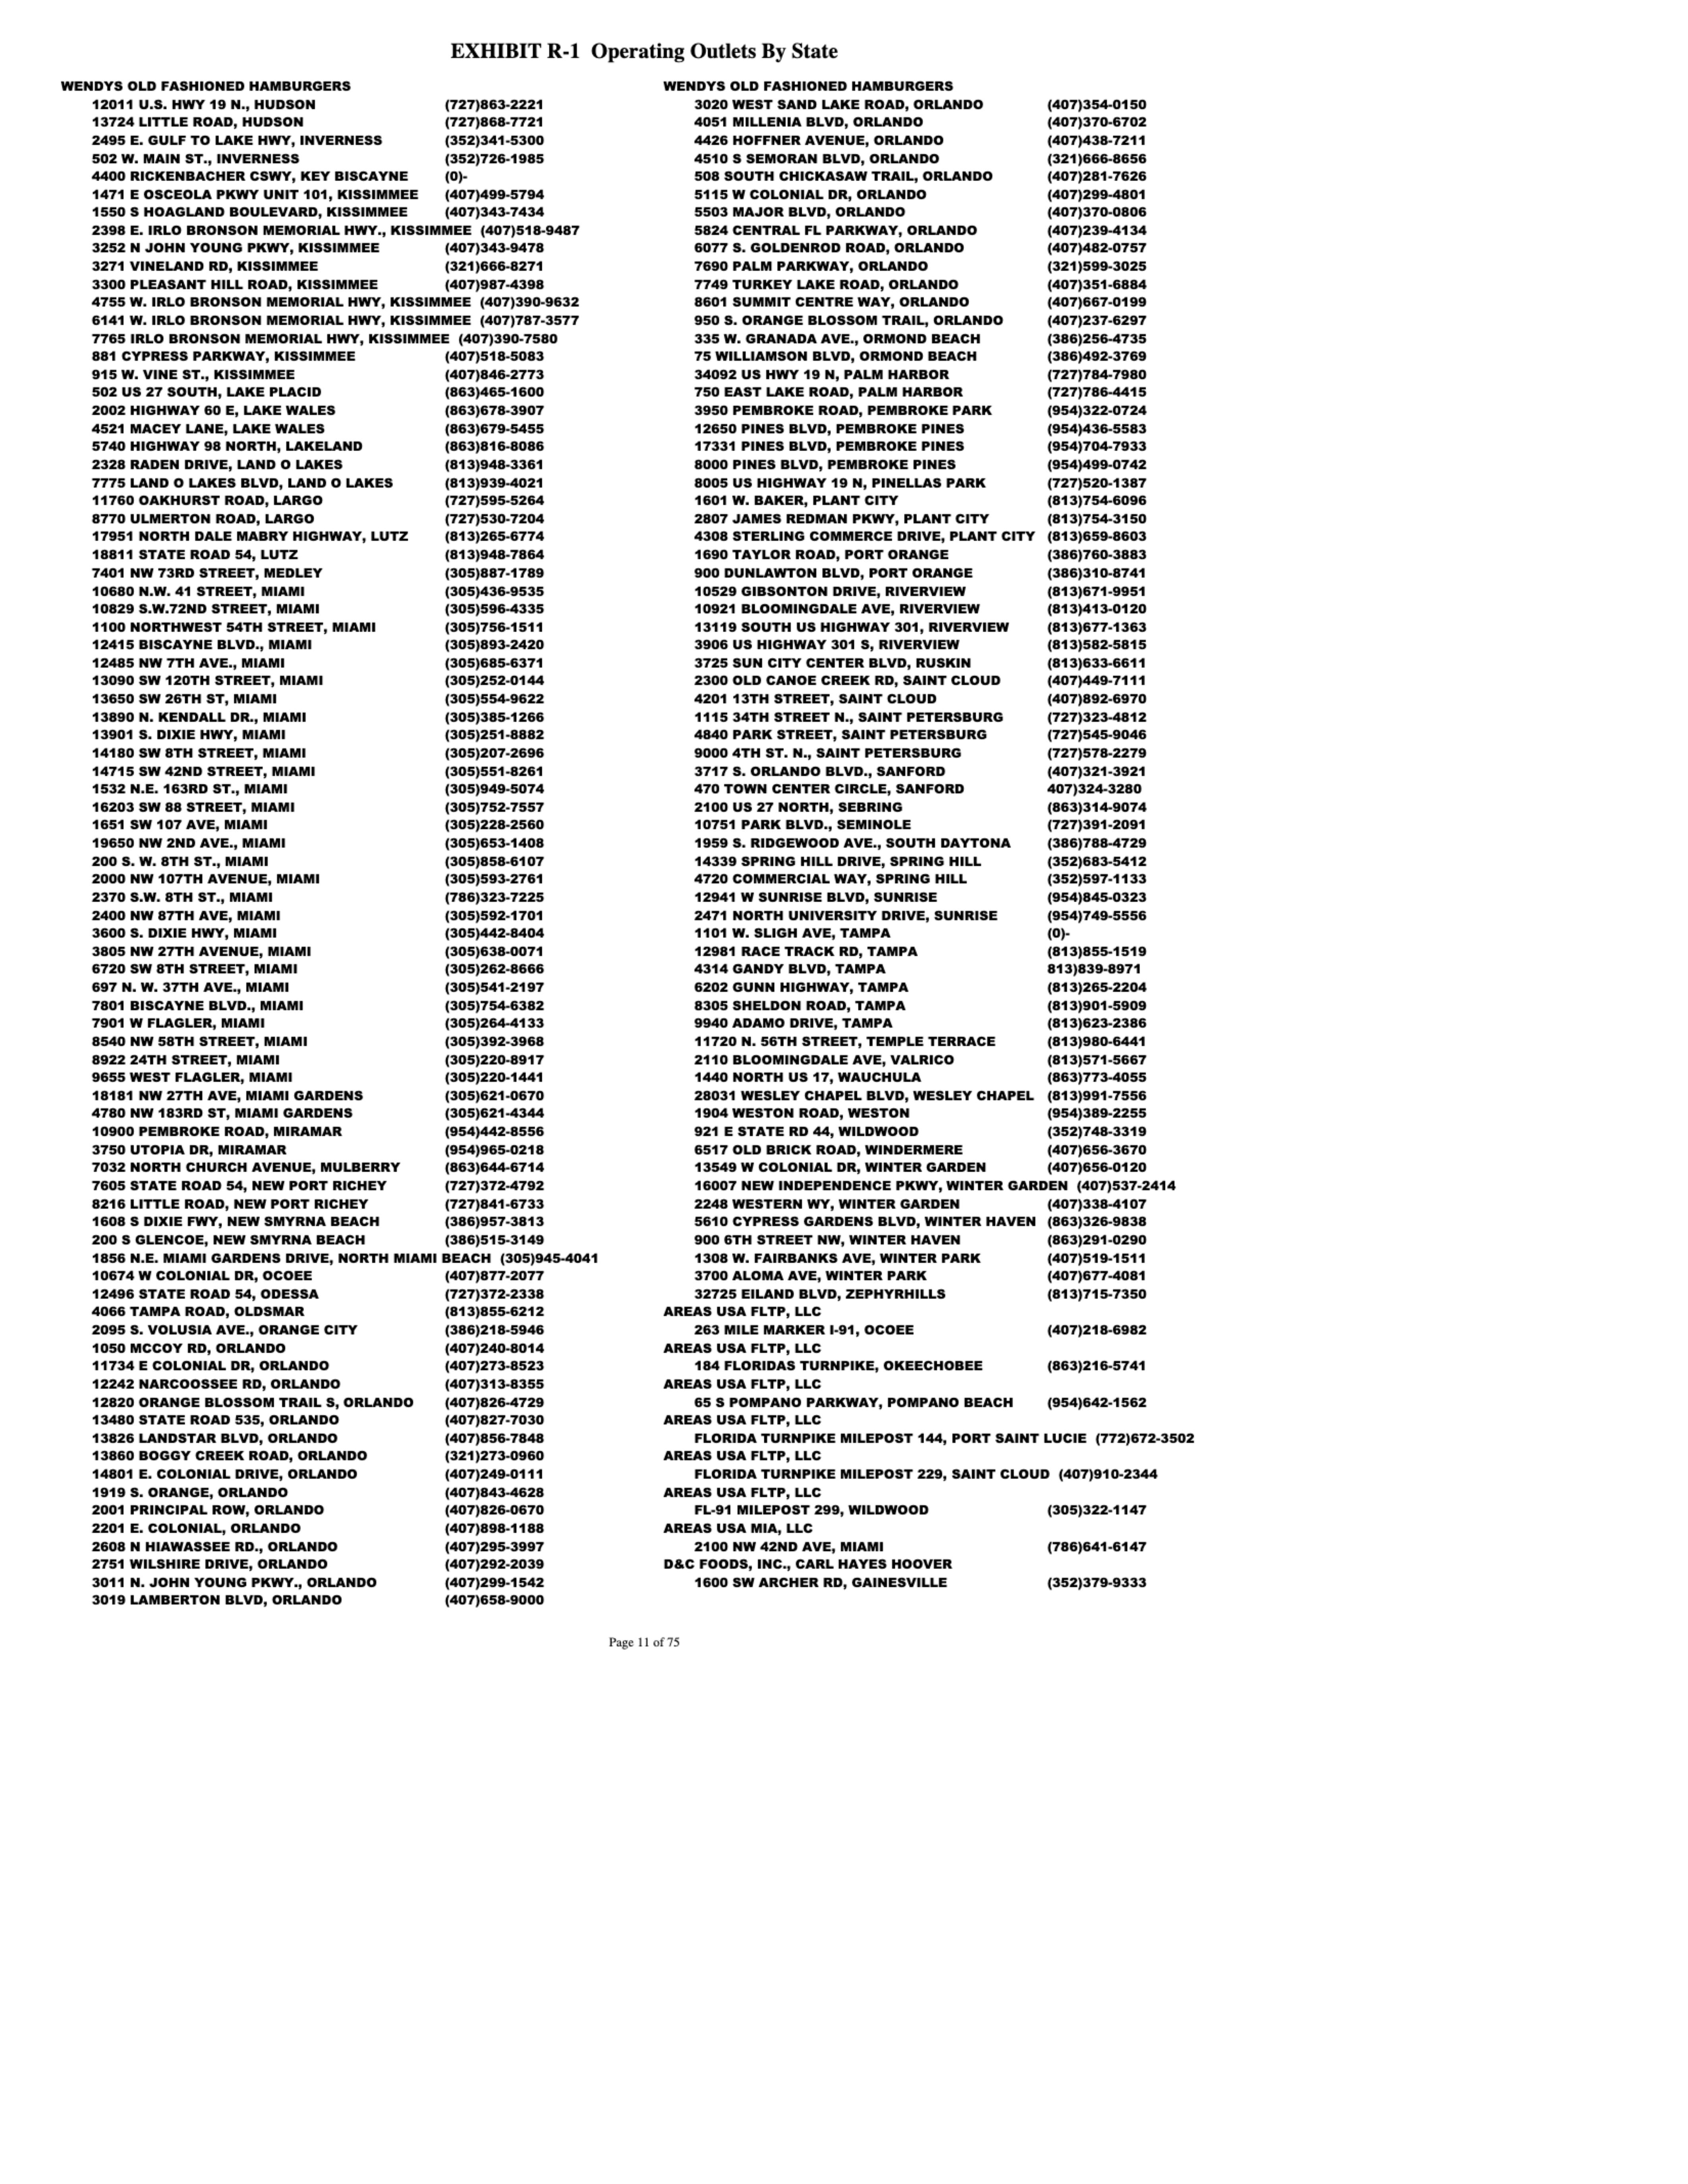 EXHIBIT R-1 Operating Outlets By State
WENDYS OLD FASHIONED HAMBURGERS
12011 U.S. HWY 19 N., HUDSON (727)863-2221
13724 LITTLE ROAD, HUDSON (727)868-7721
2495 E. GULF TO LAKE HWY, INVERNESS (352)341-5300
502 W. MAIN ST., INVERNESS (352)726-1985
4400 RICKENBACHER CSWY, KEY BISCAYNE (0)-
1471 E OSCEOLA PKWY UNIT 101, KISSIMMEE (407)499-5794
1550 S HOAGLAND BOULEVARD, KISSIMMEE (407)343-7434
2398 E. IRLO BRONSON MEMORIAL HWY., KISSIMMEE (407)518-9487
3252 N JOHN YOUNG PKWY, KISSIMMEE (407)343-9478
3271 VINELAND RD, KISSIMMEE (321)666-8271
3300 PLEASANT HILL ROAD, KISSIMMEE (407)987-4398
4755 W. IRLO BRONSON MEMORIAL HWY, KISSIMMEE (407)390-9632
6141 W. IRLO BRONSON MEMORIAL HWY, KISSIMMEE (407)787-3577
7765 IRLO BRONSON MEMORIAL HWY, KISSIMMEE (407)390-7580
881 CYPRESS PARKWAY, KISSIMMEE (407)518-5083
915 W. VINE ST., KISSIMMEE (407)846-2773
502 US 27 SOUTH, LAKE PLACID (863)465-1600
2002 HIGHWAY 60 E, LAKE WALES (863)678-3907
4521 MACEY LANE, LAKE WALES (863)679-5455
5740 HIGHWAY 98 NORTH, LAKELAND (863)816-8086
2328 RADEN DRIVE, LAND O LAKES (813)948-3361
7775 LAND O LAKES BLVD, LAND O LAKES (813)939-4021
11760 OAKHURST ROAD, LARGO (727)595-5264
8770 ULMERTON ROAD, LARGO (727)530-7204
17951 NORTH DALE MABRY HIGHWAY, LUTZ (813)265-6774
18811 STATE ROAD 54, LUTZ (813)948-7864
7401 NW 73RD STREET, MEDLEY (305)887-1789
10680 N.W. 41 STREET, MIAMI (305)436-9535
10829 S.W.72ND STREET, MIAMI (305)596-4335
1100 NORTHWEST 54TH STREET, MIAMI (305)756-1511
12415 BISCAYNE BLVD., MIAMI (305)893-2420
12485 NW 7TH AVE., MIAMI (305)685-6371
13090 SW 120TH STREET, MIAMI (305)252-0144
13650 SW 26TH ST, MIAMI (305)554-9622
13890 N. KENDALL DR., MIAMI (305)385-1266
13901 S. DIXIE HWY, MIAMI (305)251-8882
14180 SW 8TH STREET, MIAMI (305)207-2696
14715 SW 42ND STREET, MIAMI (305)551-8261
1532 N.E. 163RD ST., MIAMI (305)949-5074
16203 SW 88 STREET, MIAMI (305)752-7557
1651 SW 107 AVE, MIAMI (305)228-2560
19650 NW 2ND AVE., MIAMI (305)653-1408
200 S. W. 8TH ST., MIAMI (305)858-6107
2000 NW 107TH AVENUE, MIAMI (305)593-2761
2370 S.W. 8TH ST., MIAMI (786)323-7225
2400 NW 87TH AVE, MIAMI (305)592-1701
3600 S. DIXIE HWY, MIAMI (305)442-8404
3805 NW 27TH AVENUE, MIAMI (305)638-0071
6720 SW 8TH STREET, MIAMI (305)262-8666
697 N. W. 37TH AVE., MIAMI (305)541-2197
7801 BISCAYNE BLVD., MIAMI (305)754-6382
7901 W FLAGLER, MIAMI (305)264-4133
8540 NW 58TH STREET, MIAMI (305)392-3968
8922 24TH STREET, MIAMI (305)220-8917
9655 WEST FLAGLER, MIAMI (305)220-1441
18181 NW 27TH AVE, MIAMI GARDENS (305)621-0670
4780 NW 183RD ST, MIAMI GARDENS (305)621-4344
10900 PEMBROKE ROAD, MIRAMAR (954)442-8556
3750 UTOPIA DR, MIRAMAR (954)965-0218
7032 NORTH CHURCH AVENUE, MULBERRY (863)644-6714
7605 STATE ROAD 54, NEW PORT RICHEY (727)372-4792
8216 LITTLE ROAD, NEW PORT RICHEY (727)841-6733
1608 S DIXIE FWY, NEW SMYRNA BEACH (386)957-3813
200 S GLENCOE, NEW SMYRNA BEACH (386)515-3149
1856 N.E. MIAMI GARDENS DRIVE, NORTH MIAMI BEACH (305)945-4041
10674 W COLONIAL DR, OCOEE (407)877-2077
12496 STATE ROAD 54, ODESSA (727)372-2338
4066 TAMPA ROAD, OLDSMAR (813)855-6212
2095 S. VOLUSIA AVE., ORANGE CITY (386)218-5946
1050 MCCOY RD, ORLANDO (407)240-8014
11734 E COLONIAL DR, ORLANDO (407)273-8523
12242 NARCOOSSEE RD, ORLANDO (407)313-8355
12820 ORANGE BLOSSOM TRAIL S, ORLANDO (407)826-4729
13480 STATE ROAD 535, ORLANDO (407)827-7030
13826 LANDSTAR BLVD, ORLANDO (407)856-7848
13860 BOGGY CREEK ROAD, ORLANDO (321)273-0960
14801 E. COLONIAL DRIVE, ORLANDO (407)249-0111
1919 S. ORANGE, ORLANDO (407)843-4628
2001 PRINCIPAL ROW, ORLANDO (407)826-0670
2201 E. COLONIAL, ORLANDO (407)898-1188
2608 N HIAWASSEE RD., ORLANDO (407)295-3997
2751 WILSHIRE DRIVE, ORLANDO (407)292-2039
3011 N. JOHN YOUNG PKWY., ORLANDO (407)299-1542
3019 LAMBERTON BLVD, ORLANDO (407)658-9000
WENDYS OLD FASHIONED HAMBURGERS
3020 WEST SAND LAKE ROAD, ORLANDO (407)354-0150
4051 MILLENIA BLVD, ORLANDO (407)370-6702
4426 HOFFNER AVENUE, ORLANDO (407)438-7211
4510 S SEMORAN BLVD, ORLANDO (321)666-8656
508 SOUTH CHICKASAW TRAIL, ORLANDO (407)281-7626
5115 W COLONIAL DR, ORLANDO (407)299-4801
5503 MAJOR BLVD, ORLANDO (407)370-0806
5824 CENTRAL FL PARKWAY, ORLANDO (407)239-4134
6077 S. GOLDENROD ROAD, ORLANDO (407)482-0757
7690 PALM PARKWAY, ORLANDO (321)599-3025
7749 TURKEY LAKE ROAD, ORLANDO (407)351-6884
8601 SUMMIT CENTRE WAY, ORLANDO (407)667-0199
950 S. ORANGE BLOSSOM TRAIL, ORLANDO (407)237-6297
335 W. GRANADA AVE., ORMOND BEACH (386)256-4735
75 WILLIAMSON BLVD, ORMOND BEACH (386)492-3769
34092 US HWY 19 N, PALM HARBOR (727)784-7980
750 EAST LAKE ROAD, PALM HARBOR (727)786-4415
3950 PEMBROKE ROAD, PEMBROKE PARK (954)322-0724
12650 PINES BLVD, PEMBROKE PINES (954)436-5583
17331 PINES BLVD, PEMBROKE PINES (954)704-7933
8000 PINES BLVD, PEMBROKE PINES (954)499-0742
8005 US HIGHWAY 19 N, PINELLAS PARK (727)520-1387
1601 W. BAKER, PLANT CITY (813)754-6096
2807 JAMES REDMAN PKWY, PLANT CITY (813)754-3150
4308 STERLING COMMERCE DRIVE, PLANT CITY (813)659-8603
1690 TAYLOR ROAD, PORT ORANGE (386)760-3883
900 DUNLAWTON BLVD, PORT ORANGE (386)310-8741
10529 GIBSONTON DRIVE, RIVERVIEW (813)671-9951
10921 BLOOMINGDALE AVE, RIVERVIEW (813)413-0120
13119 SOUTH US HIGHWAY 301, RIVERVIEW (813)677-1363
3906 US HIGHWAY 301 S, RIVERVIEW (813)582-5815
3725 SUN CITY CENTER BLVD, RUSKIN (813)633-6611
2300 OLD CANOE CREEK RD, SAINT CLOUD (407)449-7111
4201 13TH STREET, SAINT CLOUD (407)892-6970
1115 34TH STREET N., SAINT PETERSBURG (727)323-4812
4840 PARK STREET, SAINT PETERSBURG (727)545-9046
9000 4TH ST. N., SAINT PETERSBURG (727)578-2279
3717 S. ORLANDO BLVD., SANFORD (407)321-3921
470 TOWN CENTER CIRCLE, SANFORD 407)324-3280
2100 US 27 NORTH, SEBRING (863)314-9074
10751 PARK BLVD., SEMINOLE (727)391-2091
1959 S. RIDGEWOOD AVE., SOUTH DAYTONA (386)788-4729
14339 SPRING HILL DRIVE, SPRING HILL (352)683-5412
4720 COMMERCIAL WAY, SPRING HILL (352)597-1133
12941 W SUNRISE BLVD, SUNRISE (954)845-0323
2471 NORTH UNIVERSITY DRIVE, SUNRISE (954)749-5556
1101 W. SLIGH AVE, TAMPA (0)-
12981 RACE TRACK RD, TAMPA (813)855-1519
4314 GANDY BLVD, TAMPA 813)839-8971
6202 GUNN HIGHWAY, TAMPA (813)265-2204
8305 SHELDON ROAD, TAMPA (813)901-5909
9940 ADAMO DRIVE, TAMPA (813)623-2386
11720 N. 56TH STREET, TEMPLE TERRACE (813)980-6441
2110 BLOOMINGDALE AVE, VALRICO (813)571-5667
1440 NORTH US 17, WAUCHULA (863)773-4055
28031 WESLEY CHAPEL BLVD, WESLEY CHAPEL (813)991-7556
1904 WESTON ROAD, WESTON (954)389-2255
921 E STATE RD 44, WILDWOOD (352)748-3319
6517 OLD BRICK ROAD, WINDERMERE (407)656-3670
13549 W COLONIAL DR, WINTER GARDEN (407)656-0120
16007 NEW INDEPENDENCE PKWY, WINTER GARDEN (407)537-2414
2248 WESTERN WY, WINTER GARDEN (407)338-4107
5610 CYPRESS GARDENS BLVD, WINTER HAVEN (863)326-9838
900 6TH STREET NW, WINTER HAVEN (863)291-0290
1308 W. FAIRBANKS AVE, WINTER PARK (407)519-1511
3700 ALOMA AVE, WINTER PARK (407)677-4081
32725 EILAND BLVD, ZEPHYRHILLS (813)715-7350
AREAS USA FLTP, LLC
263 MILE MARKER I-91, OCOEE (407)218-6982
AREAS USA FLTP, LLC
184 FLORIDAS TURNPIKE, OKEECHOBEE (863)216-5741
AREAS USA FLTP, LLC
65 S POMPANO PARKWAY, POMPANO BEACH (954)642-1562
AREAS USA FLTP, LLC
FLORIDA TURNPIKE MILEPOST 144, PORT SAINT LUCIE (772)672-3502
AREAS USA FLTP, LLC
FLORIDA TURNPIKE MILEPOST 229, SAINT CLOUD (407)910-2344
AREAS USA FLTP, LLC
FL-91 MILEPOST 299, WILDWOOD (305)322-1147
AREAS USA MIA, LLC
2100 NW 42ND AVE, MIAMI (786)641-6147
D&C FOODS, INC., CARL HAYES HOOVER
1600 SW ARCHER RD, GAINESVILLE (352)379-9333
Page 11 of 75